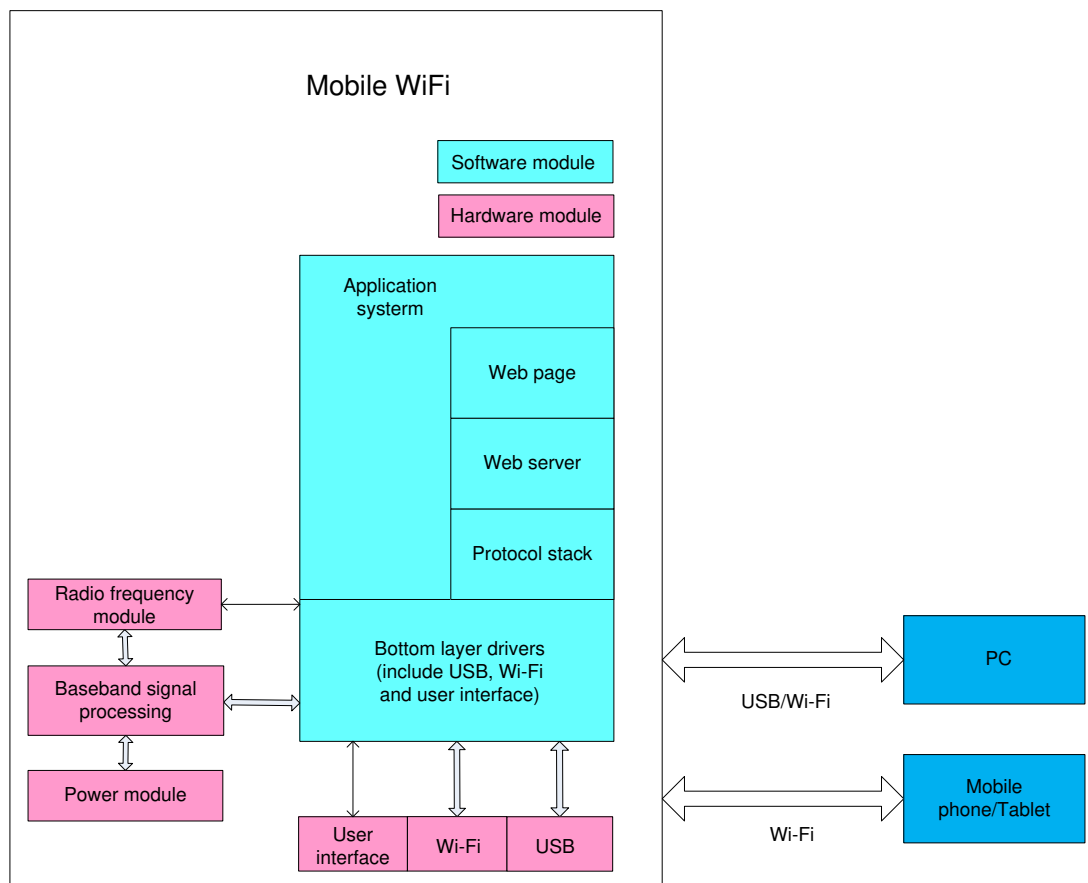 Mobile WiFi
Software module
Hardware module
Application
systerm
Web page
Web server
Protocol stack
Radio frequency
module
Bottom layer drivers
(include USB, Wi-Fi
and user interface)
Baseband signal
processing
Power module
User
interface
Wi-Fi
USB
PC
USB/Wi-Fi
Mobile
phone/Tablet
Wi-Fi